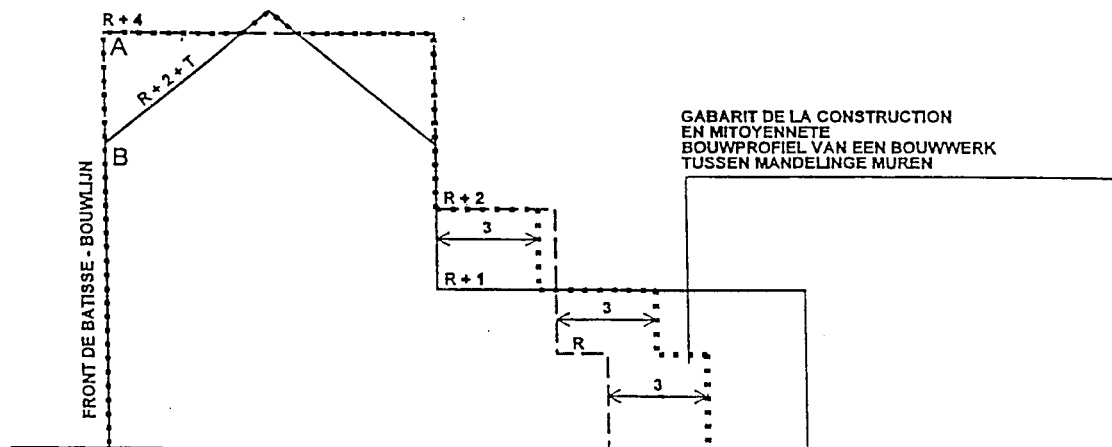 R + 4
A
R + 2 + T
B
GABARIT DE LA CONSTRUCTION
EN MITOYENNETE
BOUWPROFIEL VAN EEN BOUWWERK
TUSSEN MANDELINGE MUREN
FRONT DE BATISSE - BOUWLIJN
R + 2
3
R + 1
3
R
3